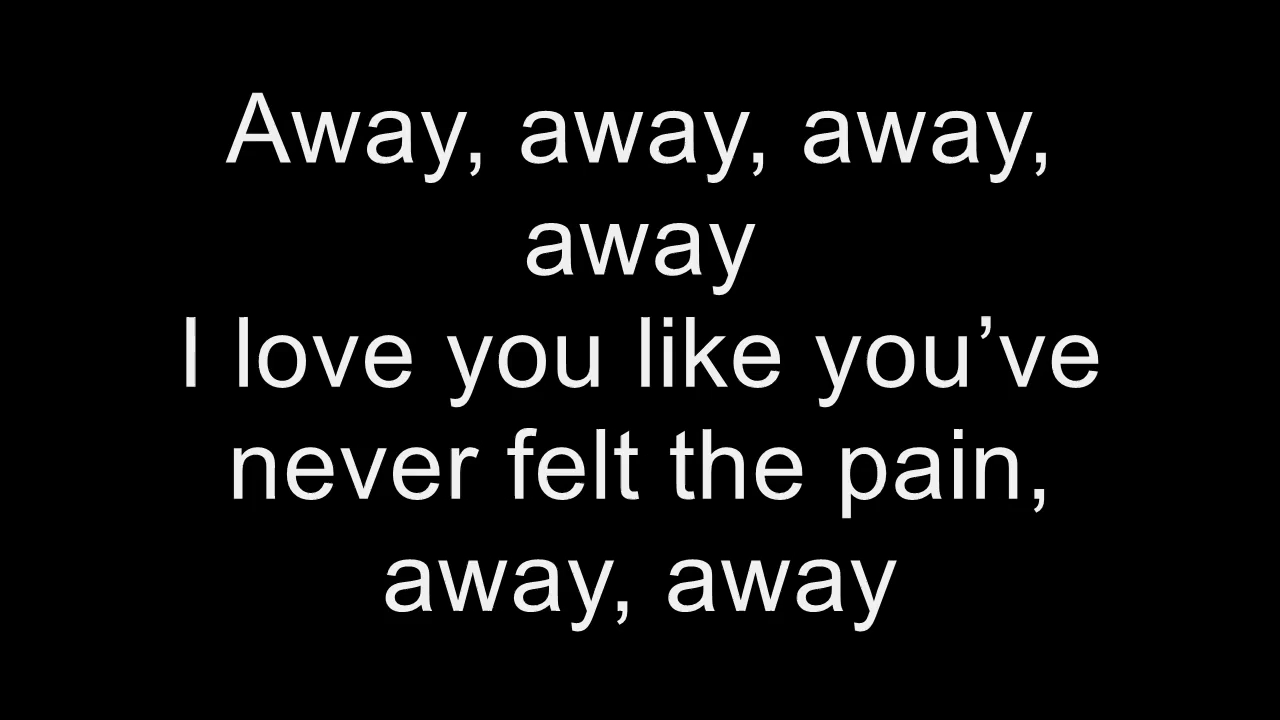 Away, away, away,
away
I love you like you’ve
never felt the pain,
away, away